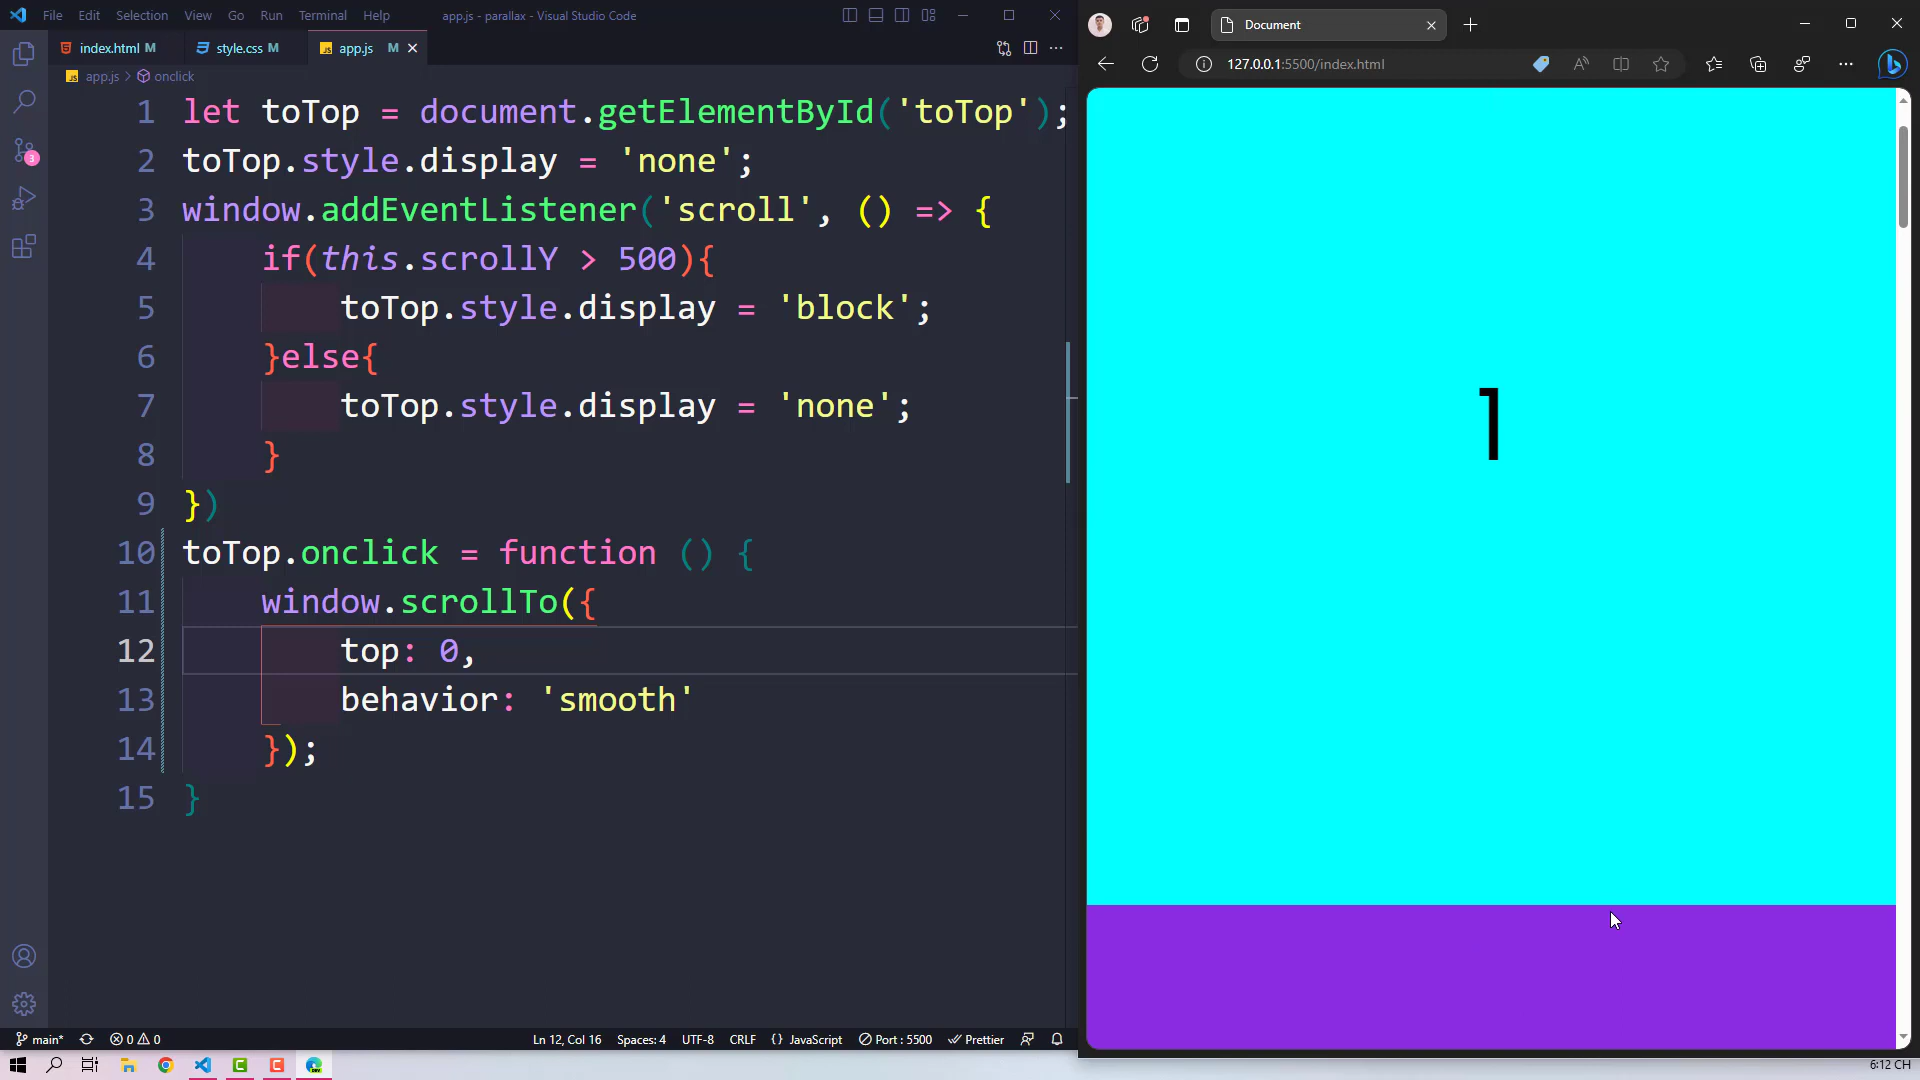 File Edit Selection View Go Run Terminal Help
app.js - parallax - Visual Studio Code
index.html M
style.css M
JS app.js M
JS app.js > onclick
1 let toTop = document.getElementById('toTop');
2 toTop.style.display = 'none';
3 window.addEventListener('scroll', () => {
4 if(this.scrollY > 500){
5 toTop.style.display = 'block';
6 }else{
7 toTop.style.display = 'none';
8 }
9 })
10 toTop.onclick = function () {
11 window.scrollTo({
12 top: 0,
13 behavior: 'smooth'
14 });
15 }
3
main* 0 0
Ln 12, Col 16 Spaces: 4 UTF-8 CRLF {} JavaScript Port : 5500 Prettier
Document
127.0.0.1:5500/index.html
1
6:12 CH